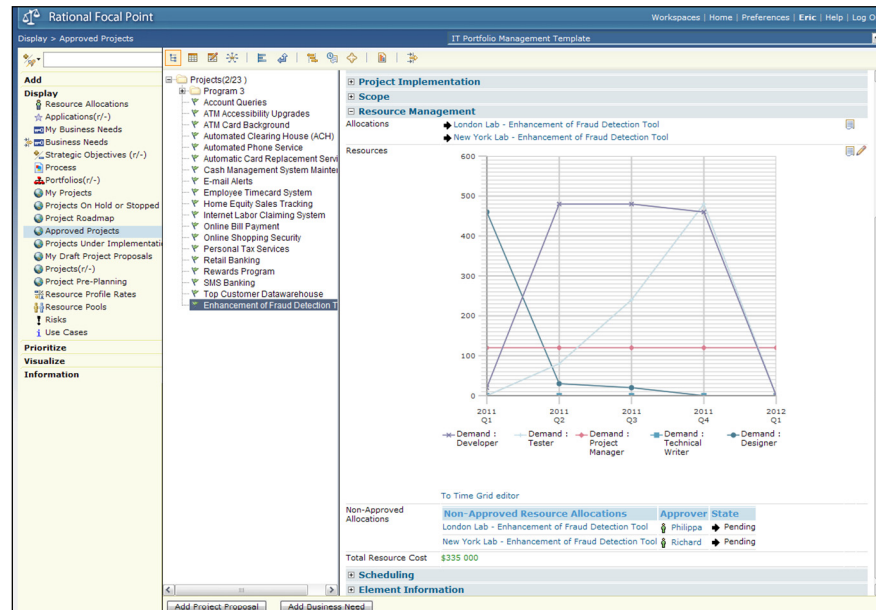 Rational Focal Point
Workspaces | Home | Preferences | Eric | Help | Log O
Display > Approved Projects
IT Portfolio Management Template
Add
Display
Resource Allocations
Applications(r/-)
My Business Needs
Business Needs
Strategic Objectives (r/-)
Process
Portfolios(r/-)
My Projects
Projects On Hold or Stopped
Project Roadmap
Approved Projects
Projects Under Implementati
My Draft Project Proposals
Projects(r/-)
Project Pre-Planning
Resource Profile Rates
Resource Pools
Risks
Use Cases
Prioritize
Visualize
Information
Projects(2/23 )
Program 3
Account Queries
ATM Accessibility Upgrades
ATM Card Background
Automated Clearing House (ACH)
Automated Phone Service
Automatic Card Replacement Servi
Cash Management System Mainter
E-mail Alerts
Employee Timecard System
Home Equity Sales Tracking
Internet Labor Claiming System
Online Bill Payment
Online Shopping Security
Personal Tax Services
Retail Banking
Rewards Program
SMS Banking
Top Customer Datawarehouse
Enhancement of Fraud Detection T
Project Implementation
Scope
Resource Management
Allocations
London Lab - Enhancement of Fraud Detection Tool
New York Lab - Enhancement of Fraud Detection Tool
Resources
600
500
400
300
200
100
0
2011 2011 2011 2011 2012
Q1 Q2 Q3 Q4 Q1
Demand : Developer
Demand : Tester
Demand : Project Manager
Demand : Technical Writer
Demand : Designer
To Time Grid editor
Non-Approved Allocations
Non-Approved Resource Allocations Approver State
London Lab - Enhancement of Fraud Detection Tool Philippa Pending
New York Lab - Enhancement of Fraud Detection Tool Richard Pending
Total Resource Cost $335 000
Scheduling
Element Information
Add Project Proposal Add Business Need